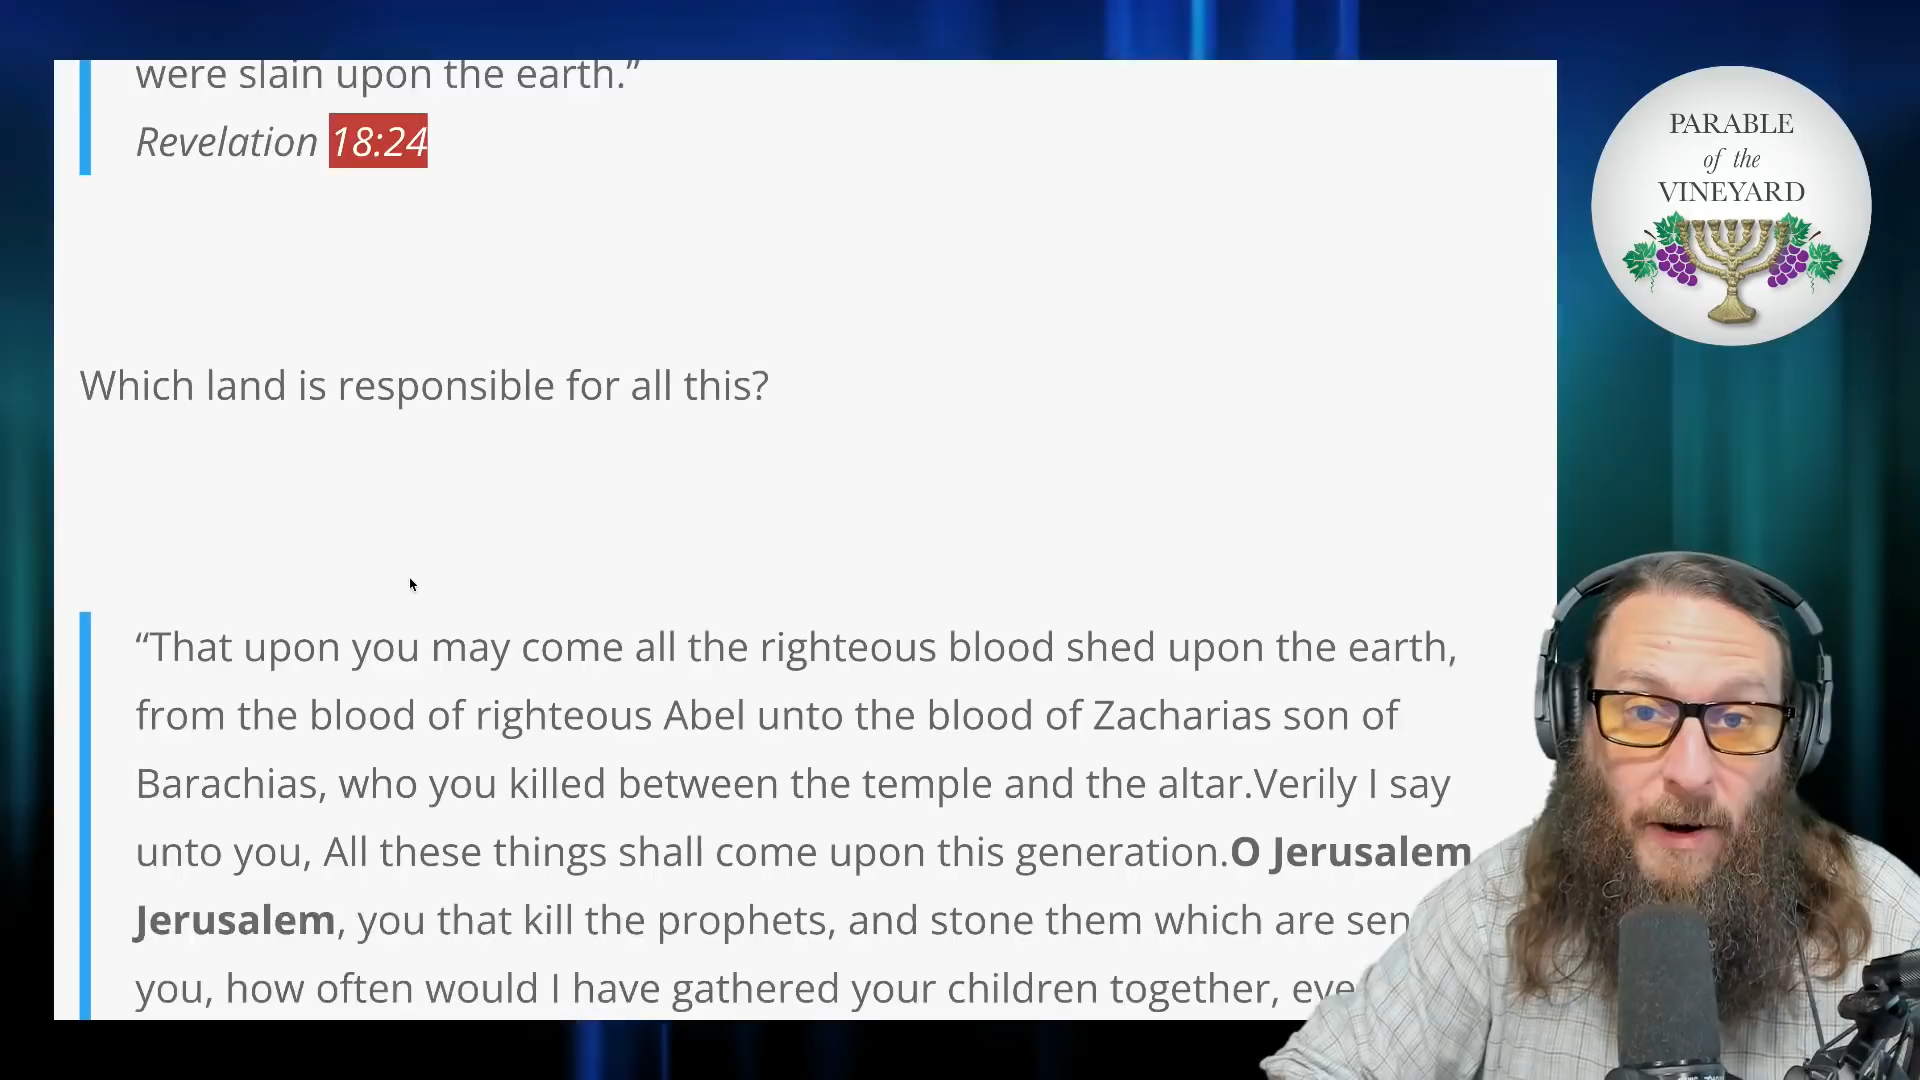 were slain upon the earth.”
Revelation 18:24
PARABLE
of the
VINEYARD
Which land is responsible for all this?
“That upon you may come all the righteous blood shed upon the earth,
from the blood of righteous Abel unto the blood of Zacharias son of
Barachias, who you killed between the temple and the altar.Verily I say
unto you, All these things shall come upon this generation.O Jerusalem
Jerusalem, you that kill the prophets, and stone them which are
you, how often would I have gathered your children together,